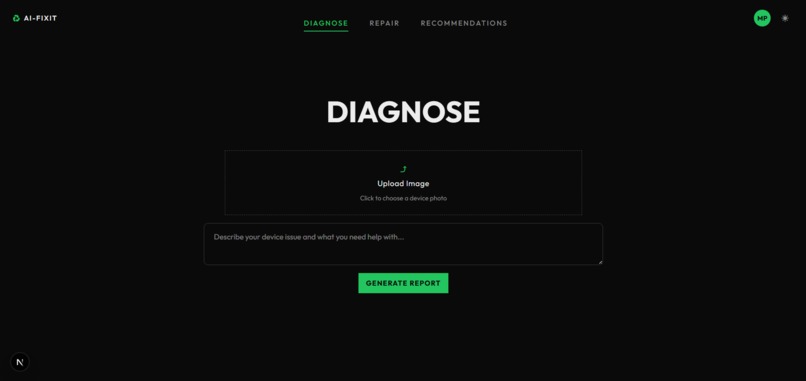 AI-FIXIT
DIAGNOSE REPAIR RECOMMENDATIONS
MP
DIAGNOSE
Upload Image
Click to choose a device photo
Describe your device issue and what you need help with...
GENERATE REPORT
N